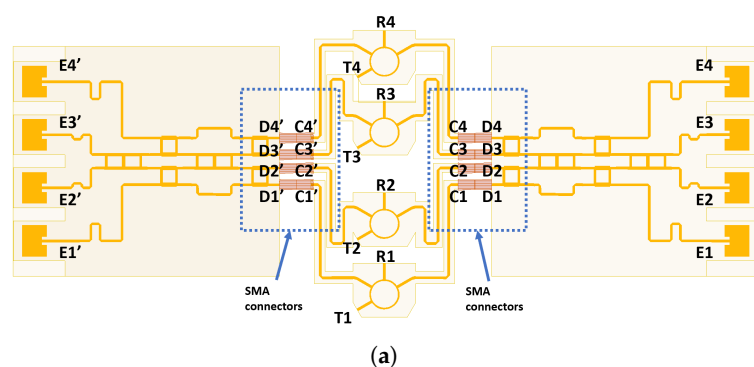 R4
E4’ T4 E4
R3
E3’ D4’ C4’ C4 D4 E3
D3’ C3’ T3 C3 D3
E2’ D2’ C2’ R2 C2 D2 E2
D1’ C1’ C1 D1
E1’ T2 R1 E1
SMA
connectors
SMA
connectors
T1
(a)